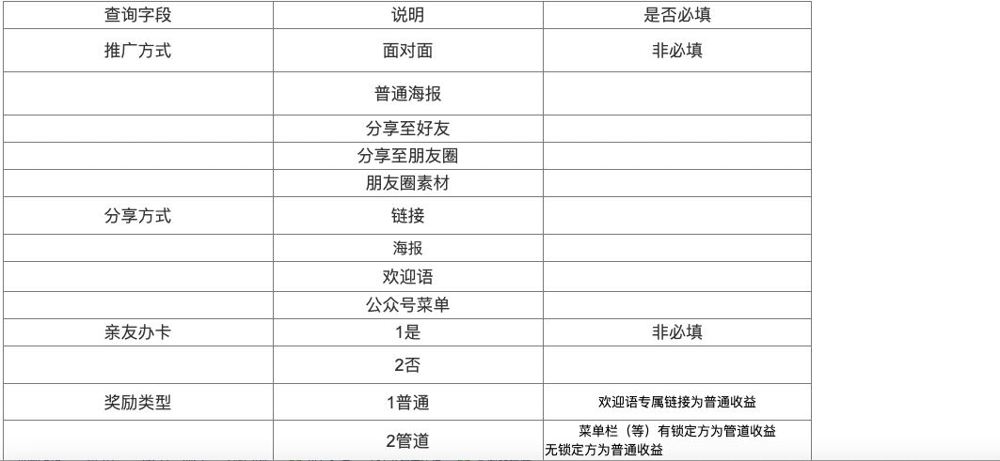 查询字段 说明 是否必填
推广方式 面对面 非必填
普通海报
分享至好友
分享至朋友圈
朋友圈素材
分享方式 链接
海报
欢迎语
公众号菜单
亲友办卡 1是 非必填
2否
奖励类型 1普通 欢迎语专属链接为普通收益
2管道 菜单栏（等）有锁定方为管道收益
无锁定方为普通收益